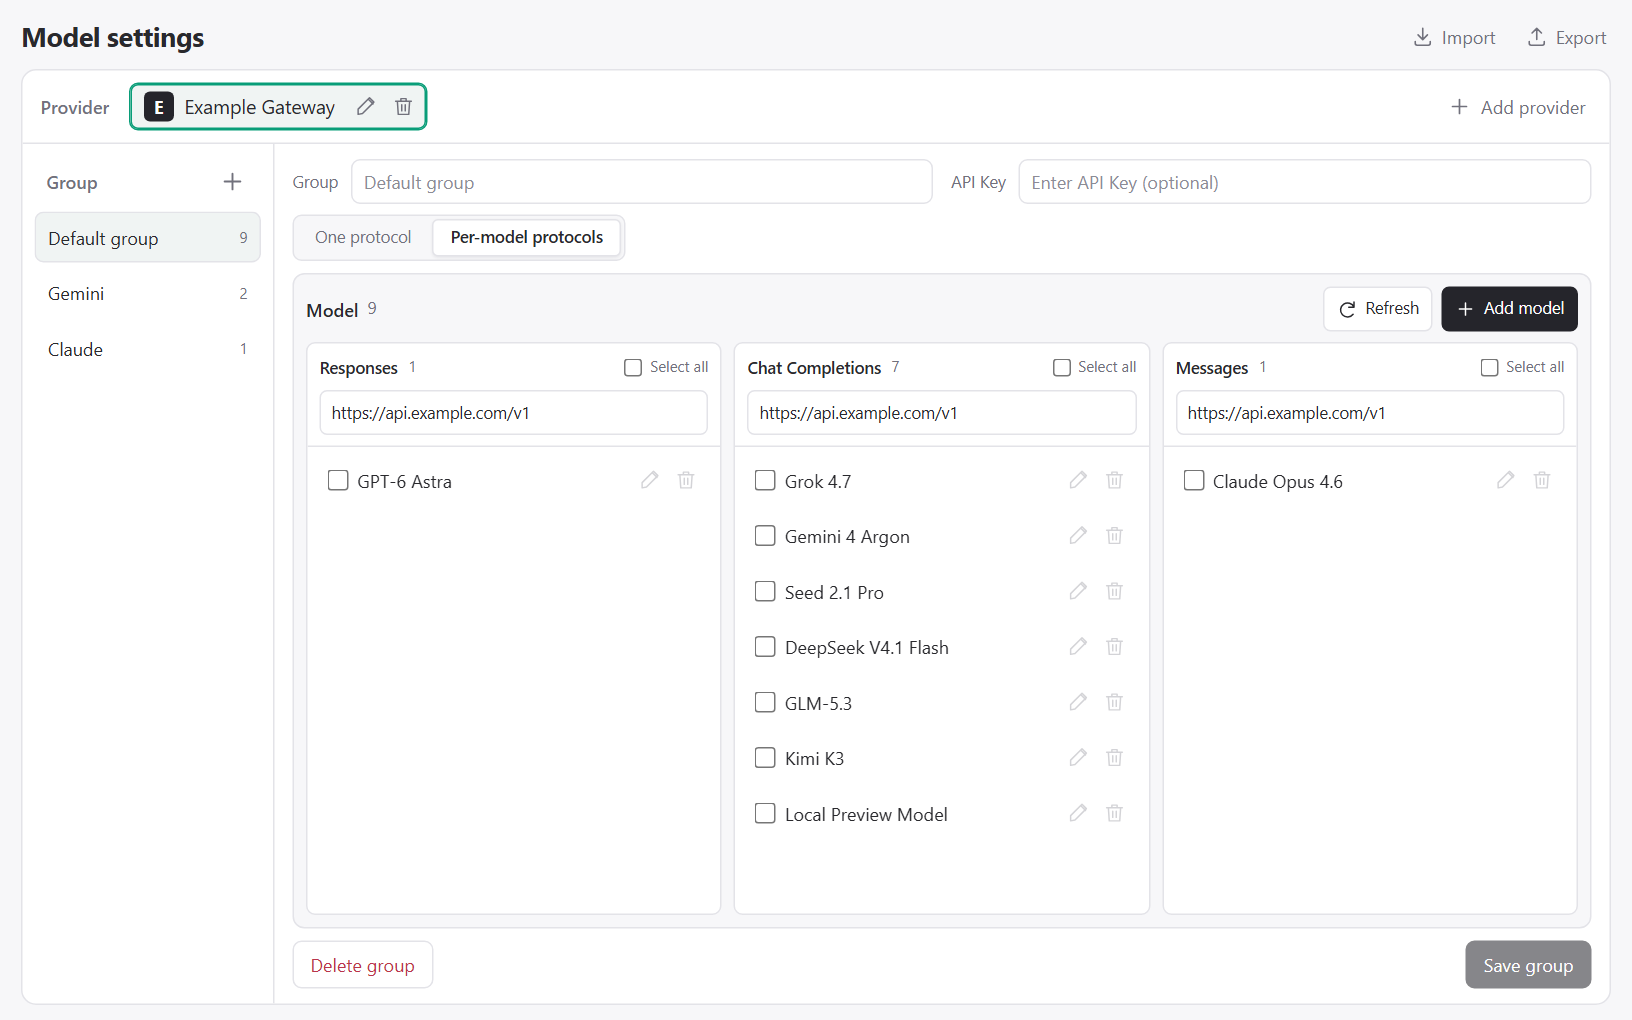 Model settings
Import
Export
Provider
E
Example Gateway
Add provider
Group
Default group 9
Gemini 2
Claude 1
Group
Default group
API Key
Enter API Key (optional)
One protocol
Per-model protocols
Model 9
Refresh
Add model
Responses 1
Select all
https://api.example.com/v1
GPT-6 Astra
Chat Completions 7
Select all
https://api.example.com/v1
Grok 4.7
Gemini 4 Argon
Seed 2.1 Pro
DeepSeek V4.1 Flash
GLM-5.3
Kimi K3
Local Preview Model
Messages 1
Select all
https://api.example.com/v1
Claude Opus 4.6
Delete group
Save group